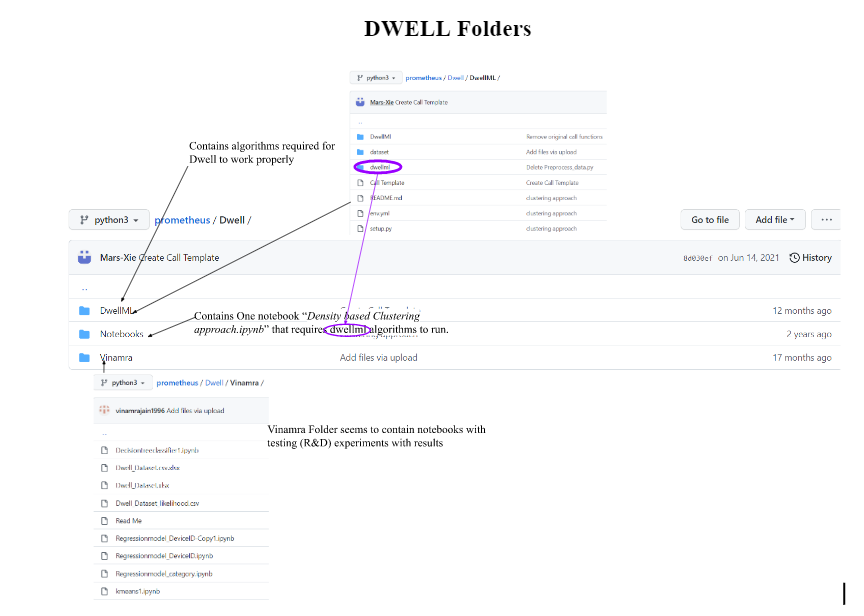 DWELL Folders
python3 prometheus / Dwell / DwellML /
Mars-Xie Create Call Template
..
DwellMl Remove original call functions
dataset Add files via upload
dwellml Delete Preprocess_data.py
Call Template Create Call Template
README.md clustering approach
env.yml clustering approach
setup.py clustering approach
Contains algorithms required for
Dwell to work properly
python3 prometheus / Dwell / Go to file Add file ...
Mars-Xie Create Call Template on Jun 14, 2021 History
..
DwellML Create Call Template 12 months ago
Contains One notebook “Density based Clustering
approach.ipynb” that requires dwellml algorithms to run.
Notebooks 2 years ago
Vinamra Add files via upload 17 months ago
python3 prometheus / Dwell / Vinamra /
vinamrajain1996 Add files via upload
..
Decisiontreeclassifier1.ipynb
Dwell_Dataset.csv.xlsx
Dwell_Dataset.xlsx
Dwell_Dataset_likelihood.csv
Read Me
Regressionmodel_DeviceID-Copy1.ipynb
Regressionmodel_DeviceID.ipynb
Regressionmodel_category.ipynb
kmeans1.ipynb
Vinamra Folder seems to contain notebooks with
testing (R&D) experiments with results